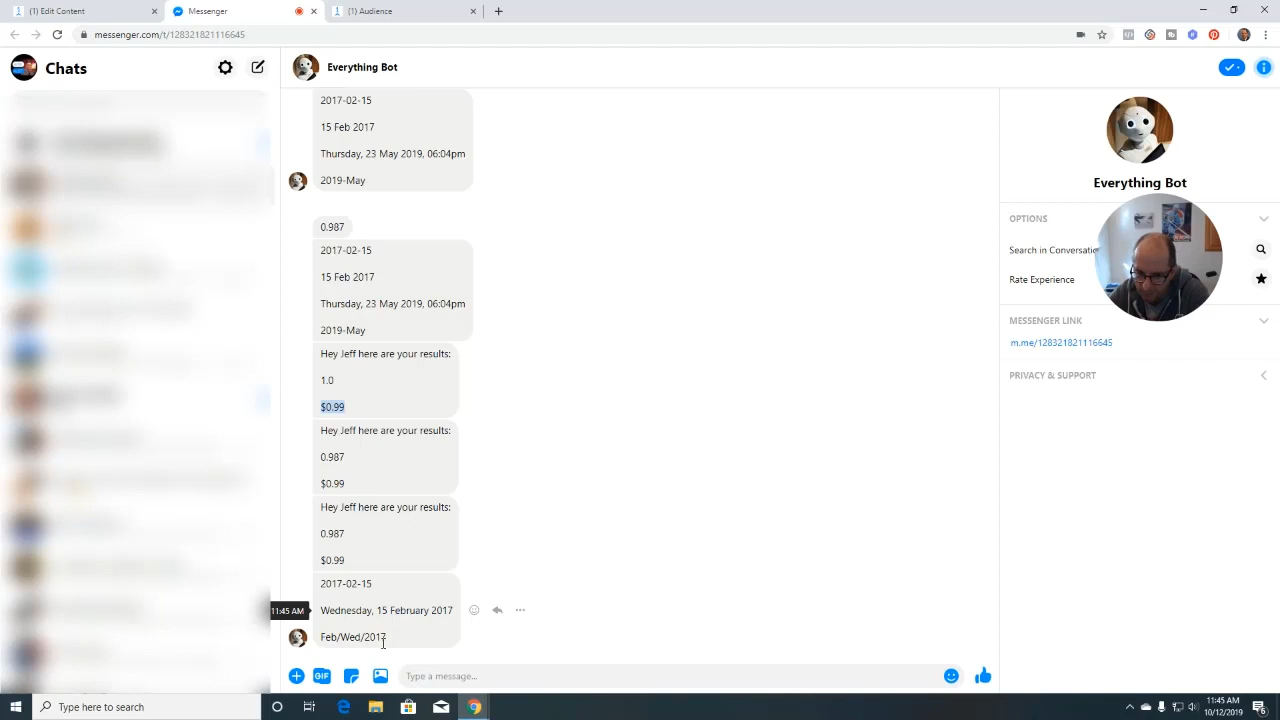 (1) Edit Content
Messenger
(1) Audience
messenger.com/t/128321821116645
Chats
Everything Bot
2017-02-15
15 Feb 2017
Thursday, 23 May 2019, 06:04pm
2019-May
0.987
2017-02-15
15 Feb 2017
Thursday, 23 May 2019, 06:04pm
2019-May
Hey Jeff here are your results:
1.0
$0.99
Hey Jeff here are your results:
0.987
$0.99
Hey Jeff here are your results:
0.987
$0.99
2017-02-15
11:45 AM
Wednesday, 15 February 2017
Feb/Wed/2017
GIF
Type a message...
Everything Bot
OPTIONS
Search in Conversatio
Rate Experience
MESSENGER LINK
m.me/128321821116645
PRIVACY & SUPPORT
Type here to search
11:45 AM
10/12/2019